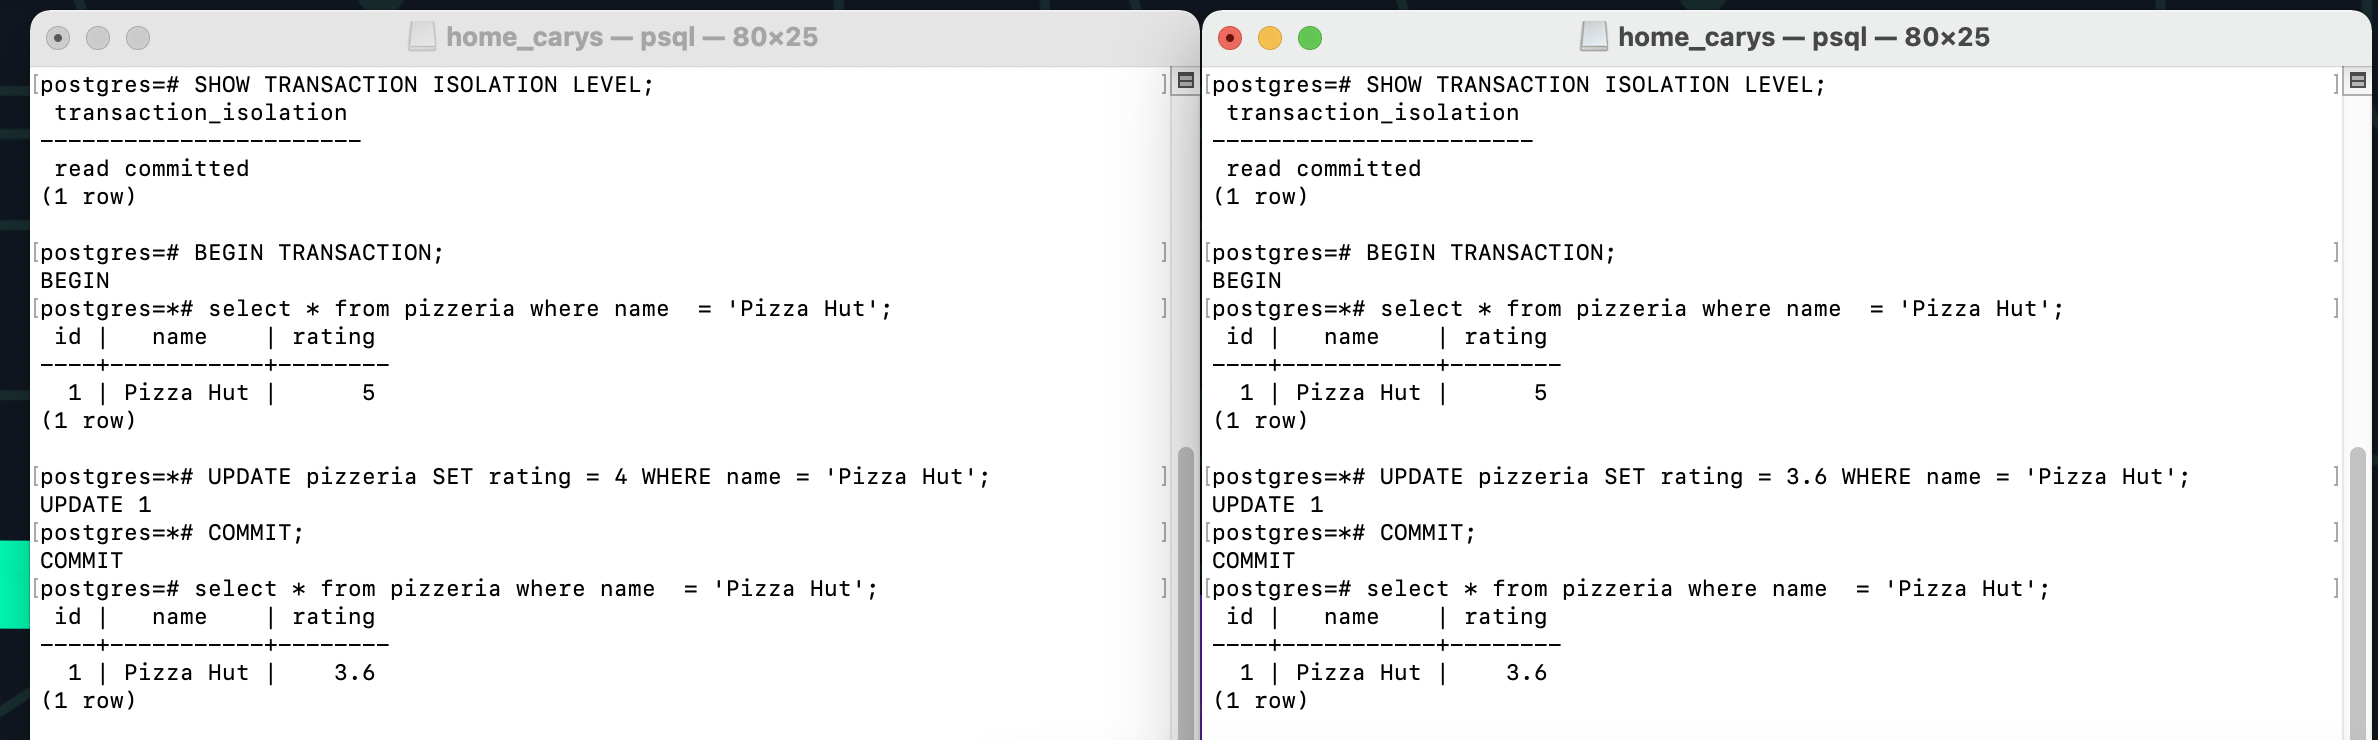 home_carys — psql — 80×25
[postgres=# SHOW TRANSACTION ISOLATION LEVEL; ]
 transaction_isolation
-----------------------
 read committed
(1 row)
[postgres=# BEGIN TRANSACTION; ]
BEGIN
[postgres=*# select * from pizzeria where name  = 'Pizza Hut'; ]
 id |   name    | rating
----+-----------+--------
  1 | Pizza Hut |      5
(1 row)
[postgres=*# UPDATE pizzeria SET rating = 4 WHERE name = 'Pizza Hut'; ]
UPDATE 1
[postgres=*# COMMIT; ]
COMMIT
[postgres=# select * from pizzeria where name  = 'Pizza Hut'; ]
 id |   name    | rating
----+-----------+--------
  1 | Pizza Hut |    3.6
(1 row)
home_carys — psql — 80×25
[postgres=# SHOW TRANSACTION ISOLATION LEVEL; ]
 transaction_isolation
-----------------------
 read committed
(1 row)
[postgres=# BEGIN TRANSACTION; ]
BEGIN
[postgres=*# select * from pizzeria where name  = 'Pizza Hut'; ]
 id |   name    | rating
----+-----------+--------
  1 | Pizza Hut |      5
(1 row)
[postgres=*# UPDATE pizzeria SET rating = 3.6 WHERE name = 'Pizza Hut'; ]
UPDATE 1
[postgres=*# COMMIT; ]
COMMIT
[postgres=# select * from pizzeria where name  = 'Pizza Hut'; ]
 id |   name    | rating
----+-----------+--------
  1 | Pizza Hut |    3.6
(1 row)